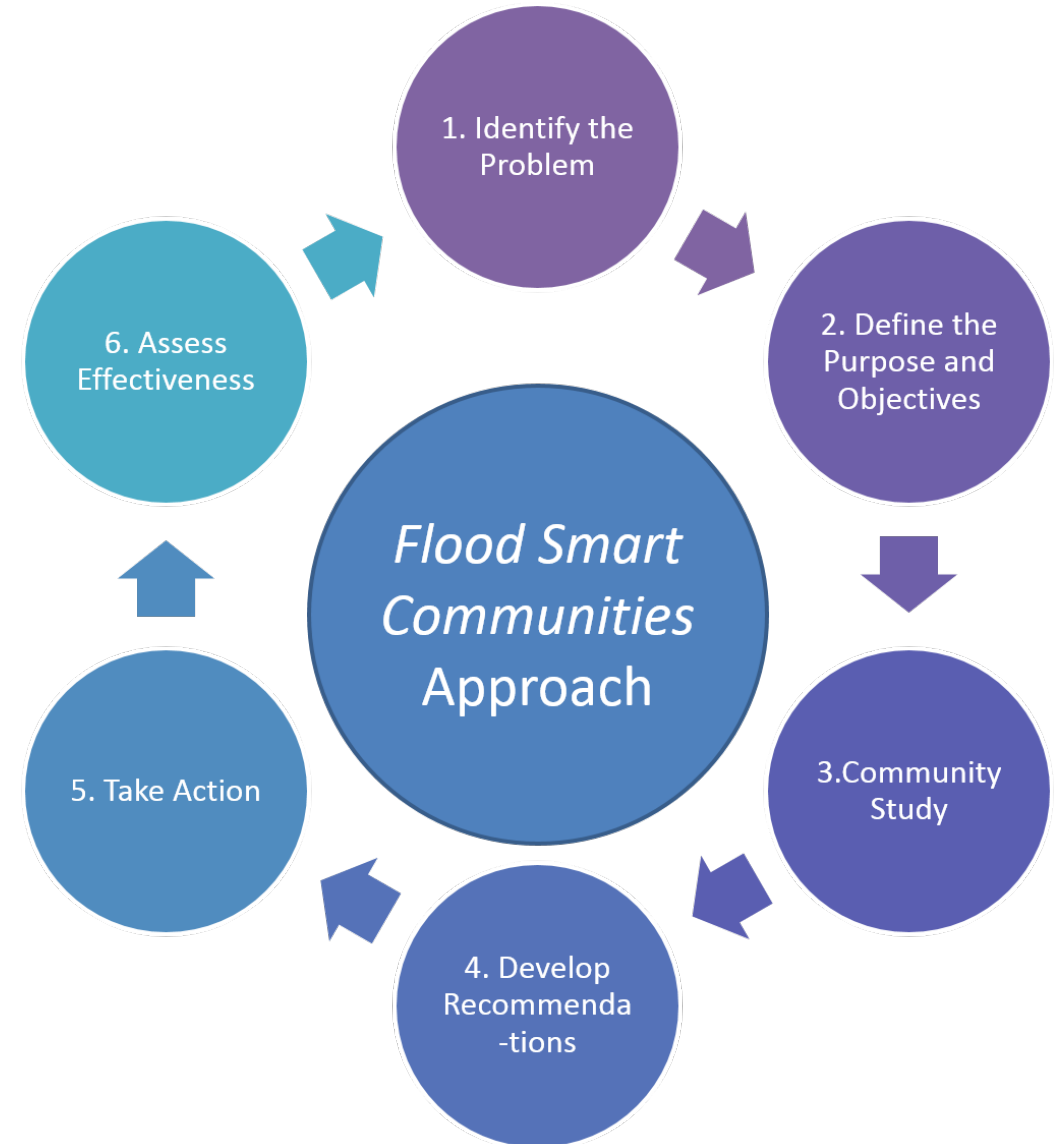 1. Identify the
Problem
2. Define the
Purpose and
Objectives
3.Community
Study
4. Develop
Recommenda
-tions
5. Take Action
6. Assess
Effectiveness
Flood Smart
Communities
Approach